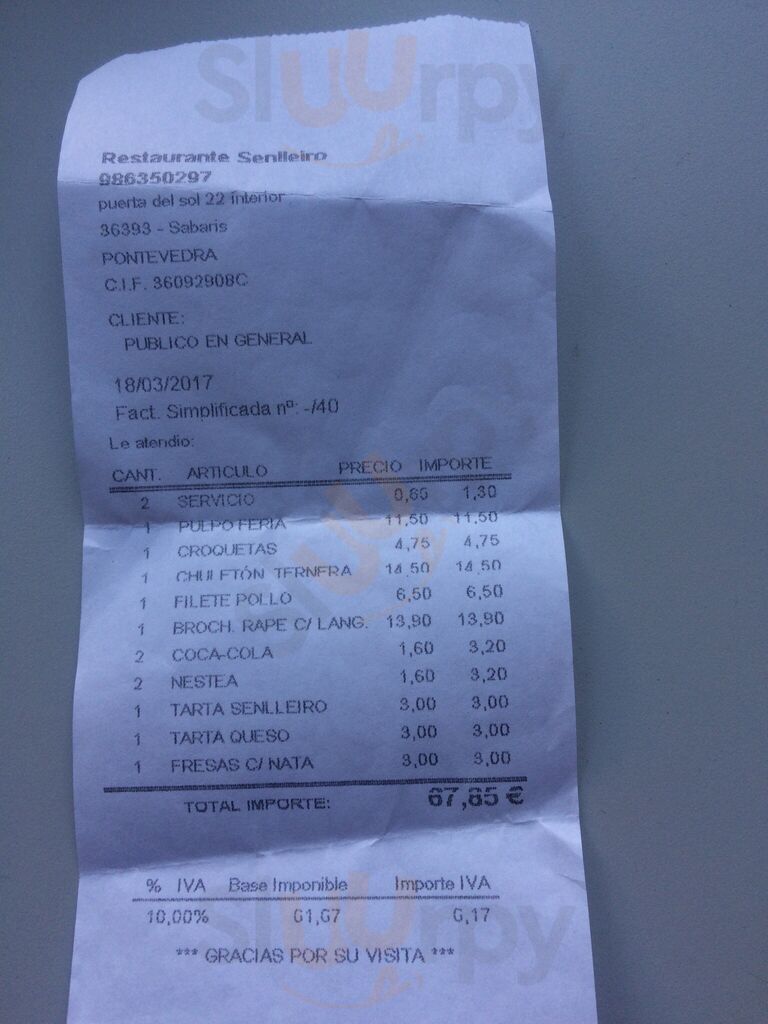 Sluurpy
Restaurante Senlleiro
986350297
puerta del sol 22 interior
36393 - Sabaris
PONTEVEDRA
C.I.F. 36092908C
CLIENTE:
PUBLICO EN GENERAL
18/03/2017
Fact. Simplificada nº: -/40
Le atendio:
CANT. ARTICULO PRECIO IMPORTE
2 SERVICIO 0,65 1,30
1 PULPO FERIA 11,50 11,50
1 CROQUETAS 4,75 4,75
1 CHULETÓN TERNERA 14,50 14,50
1 FILETE POLLO 6,50 6,50
1 BROCH. RAPE C/ LANG. 13,90 13,90
2 COCA-COLA 1,60 3,20
2 NESTEA 1,60 3,20
1 TARTA SENLLEIRO 3,00 3,00
1 TARTA QUESO 3,00 3,00
1 FRESAS C/ NATA 3,00 3,00
TOTAL IMPORTE: 67,85 €
% IVA Base Imponible Importe IVA
10,00% 61,67 6,17
*** GRACIAS POR SU VISITA ***
Sluurpy